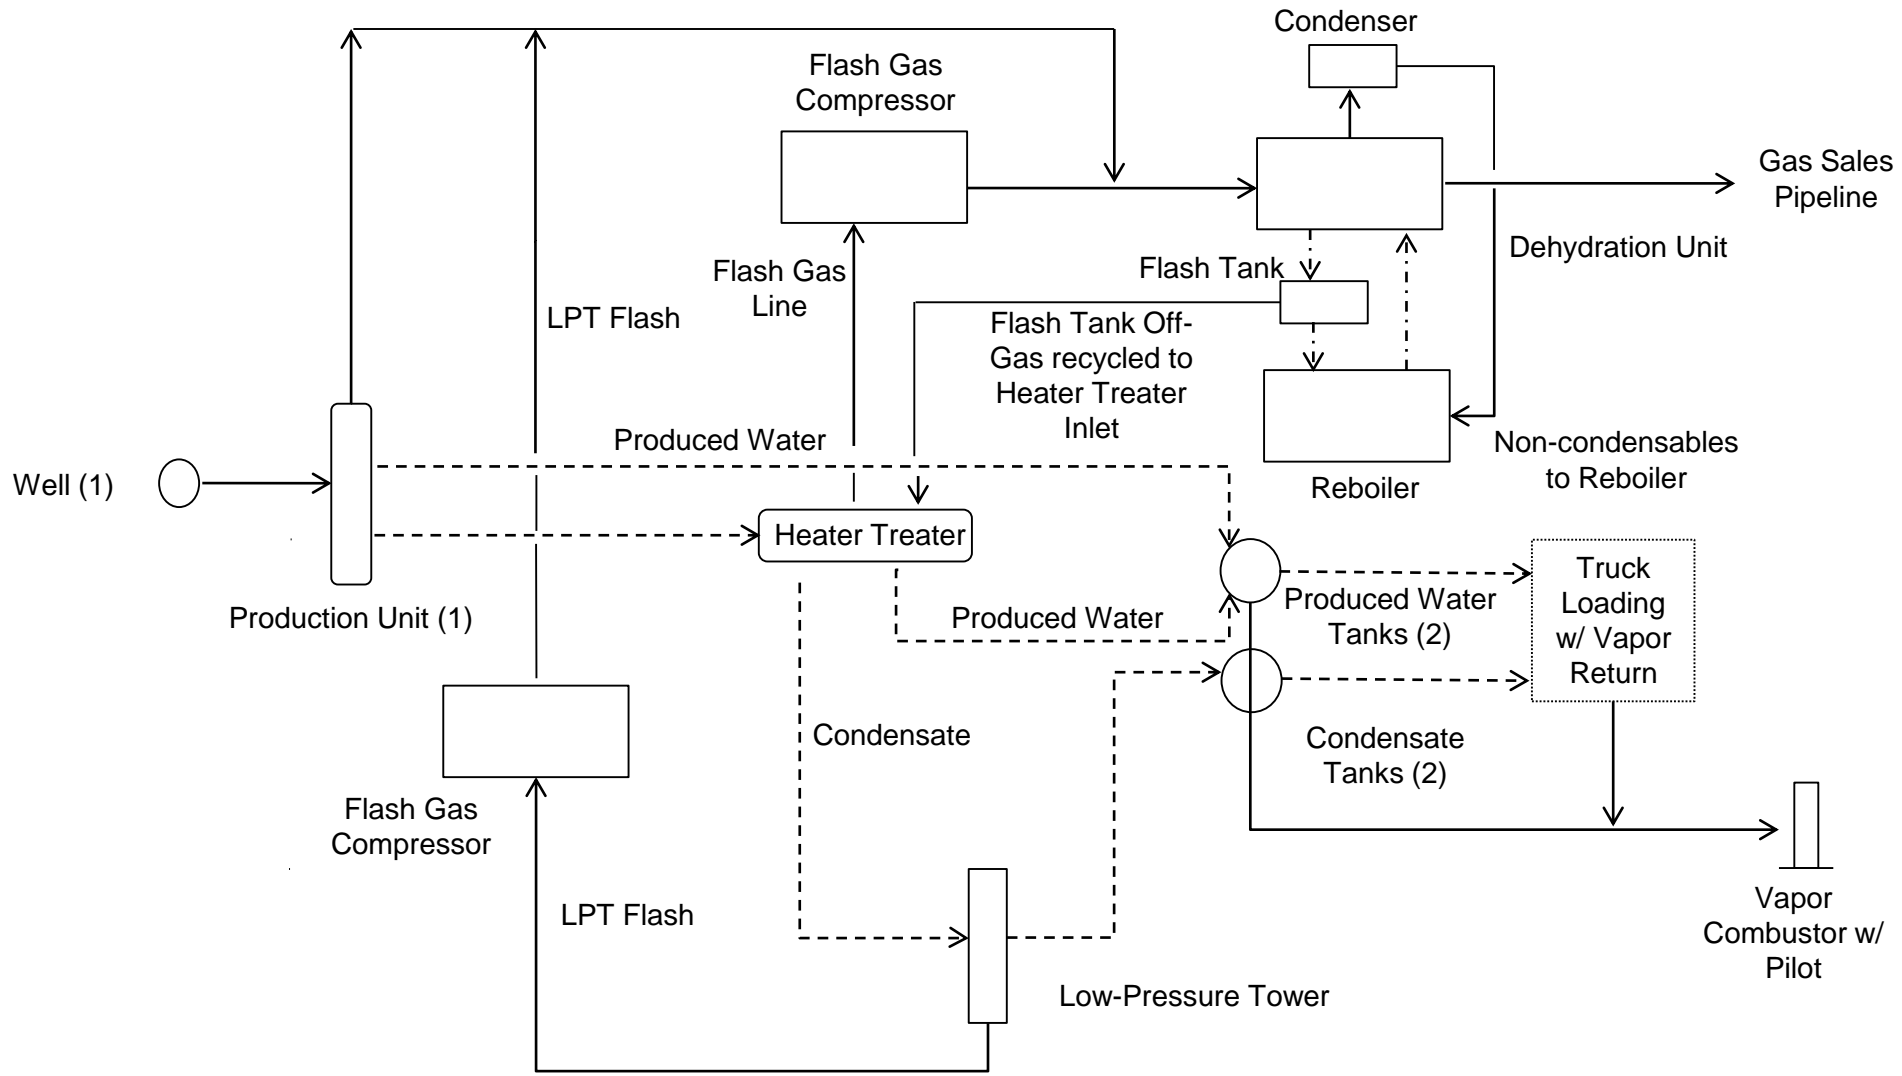 Condenser
Flash Gas
Compressor
Gas Sales
Pipeline
Dehydration Unit
Flash Tank
Flash Gas
Line
LPT Flash
Flash Tank Off-
Gas recycled to
Heater Treater
Inlet
Produced Water
Non-condensables
to Reboiler
Well (1)
Reboiler
Heater Treater
Truck
Loading
w/ Vapor
Return
Produced Water
Tanks (2)
Production Unit (1)
Produced Water
Condensate
Condensate
Tanks (2)
Flash Gas
Compressor
LPT Flash
Vapor
Combustor w/
Pilot
Low-Pressure Tower